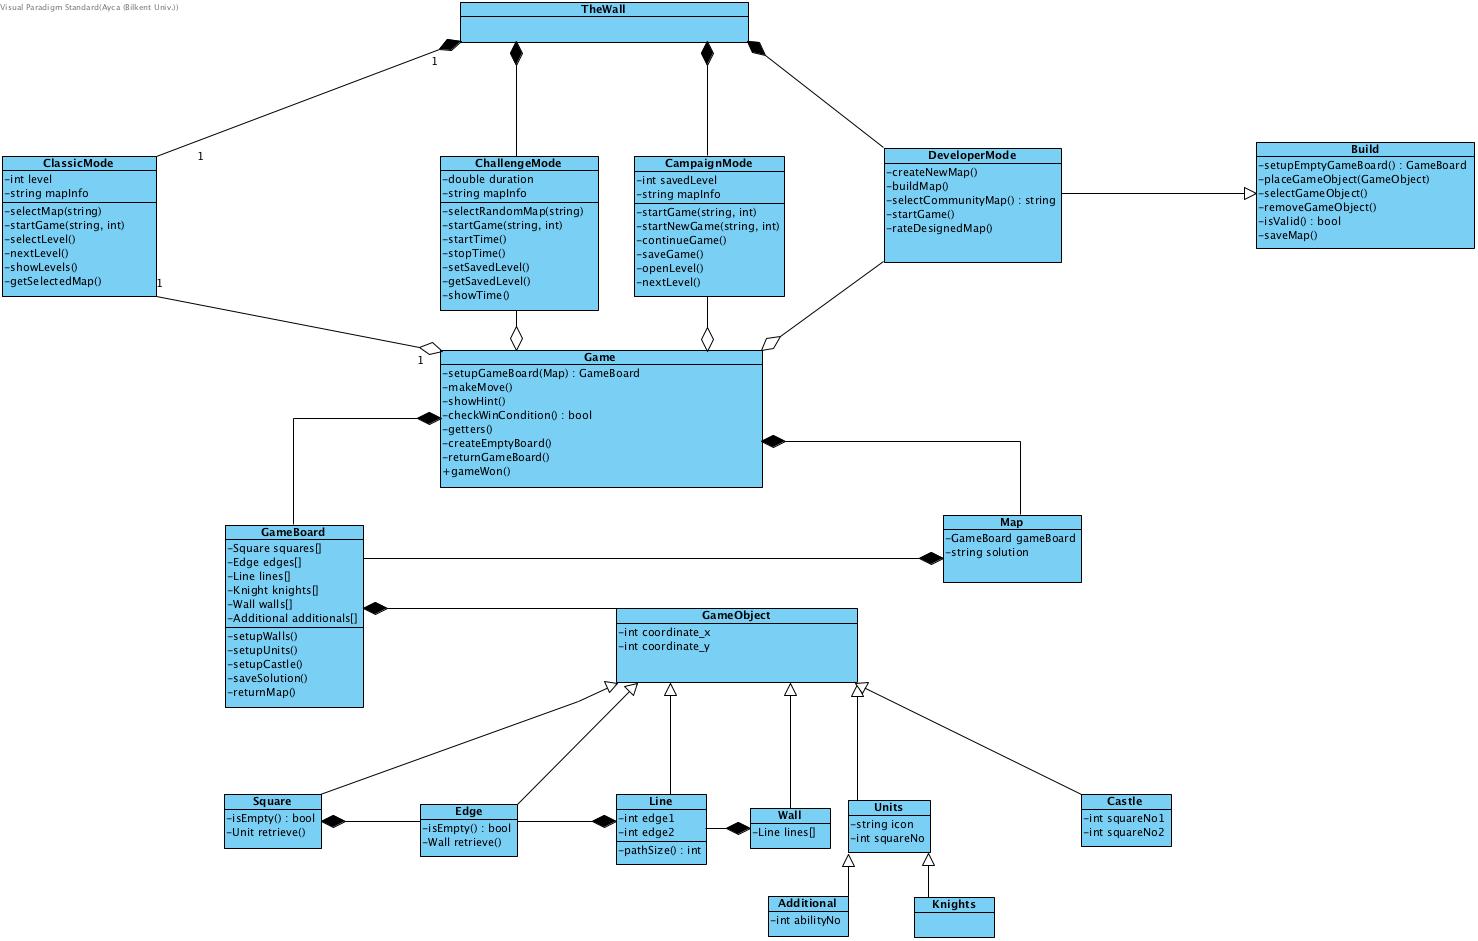 Visual Paradigm Standard(Ayca (Bilkent Univ.))
TheWall
1
1
ClassicMode
-int level
-string mapInfo
-selectMap(string)
-startGame(string, int)
-selectLevel()
-nextLevel()
-showLevels()
-getSelectedMap()
1
ChallengeMode
-double duration
-string mapInfo
-selectRandomMap(string)
-startGame(string, int)
-startTime()
-stopTime()
-setSavedLevel()
-getSavedLevel()
-showTime()
CampaignMode
-int savedLevel
-string mapInfo
-startGame(string, int)
-startNewGame(string, int)
-continueGame()
-saveGame()
-openLevel()
-nextLevel()
DeveloperMode
-createNewMap()
-buildMap()
-selectCommunityMap() : string
-startGame()
-rateDesignedMap()
Build
-setupEmptyGameBoard() : GameBoard
-placeGameObject(GameObject)
-selectGameObject()
-removeGameObject()
-isValid() : bool
-saveMap()
1
Game
-setupGameBoard(Map) : GameBoard
-makeMove()
-showHint()
-checkWinCondition() : bool
-getters()
-createEmptyBoard()
-returnGameBoard()
+gameWon()
GameBoard
-Square squares[]
-Edge edges[]
-Line lines[]
-Knight knights[]
-Wall walls[]
-Additional additionals[]
-setupWalls()
-setupUnits()
-setupCastle()
-saveSolution()
-returnMap()
Map
-GameBoard gameBoard
-string solution
GameObject
-int coordinate_x
-int coordinate_y
Square
-isEmpty() : bool
-Unit retrieve()
Edge
-isEmpty() : bool
-Wall retrieve()
Line
-int edge1
-int edge2
-pathSize() : int
Wall
-Line lines[]
Units
-string icon
-int squareNo
Castle
-int squareNo1
-int squareNo2
Additional
-int abilityNo
Knights